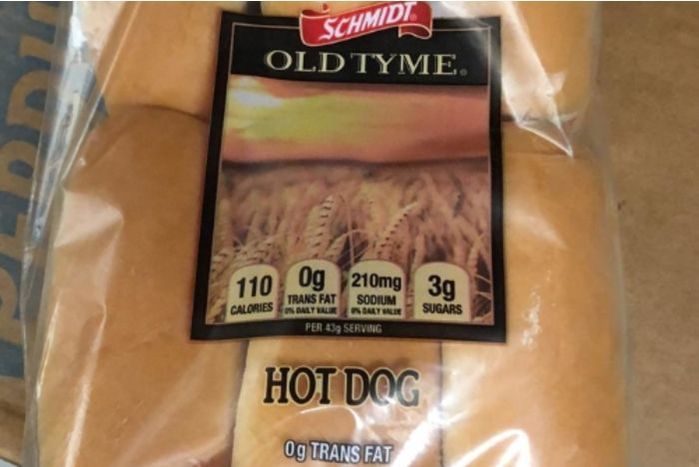 SCHMIDT
OLD TYME®
110
CALORIES
0g
TRANS FAT
0% DAILY VALUE
210mg
SODIUM
9% DAILY VALUE
3g
SUGARS
PER 43g SERVING
HOT DOG
0g TRANS FAT